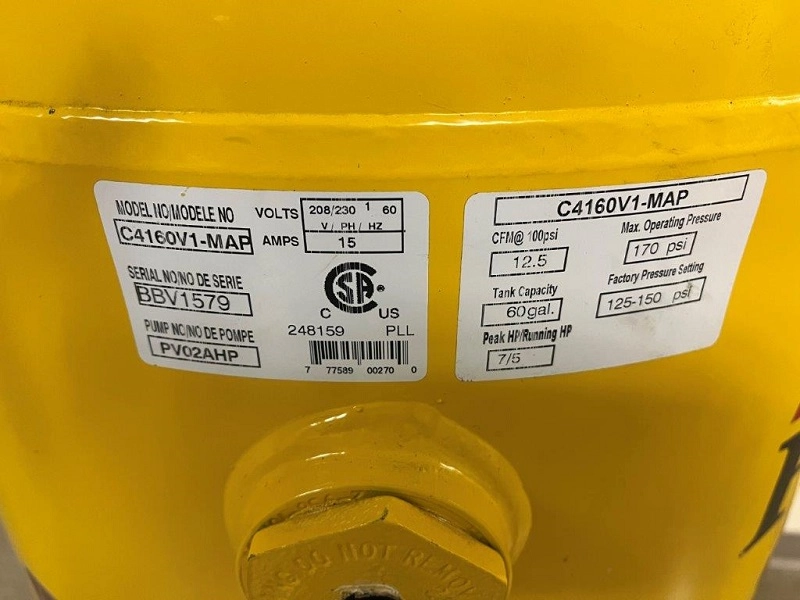 MODEL NO/MODELE NO
C4160V1-MAP
SERIAL NO/NO DE SERIE
BBV1579
PUMP NO/NO DE POMPE
PV02AHP
VOLTS 208/230 1 60
V / PH / HZ
AMPS 15
CSA ®
C US
248159 PLL
7 77589 00270 0
C4160V1-MAP
CFM@ 100psi
12.5
Tank Capacity
60gal.
Peak HP/Running HP
7/5
Max. Operating Pressure
170 psi
Factory Pressure Setting
125-150 psi
DO NOT REMOVE